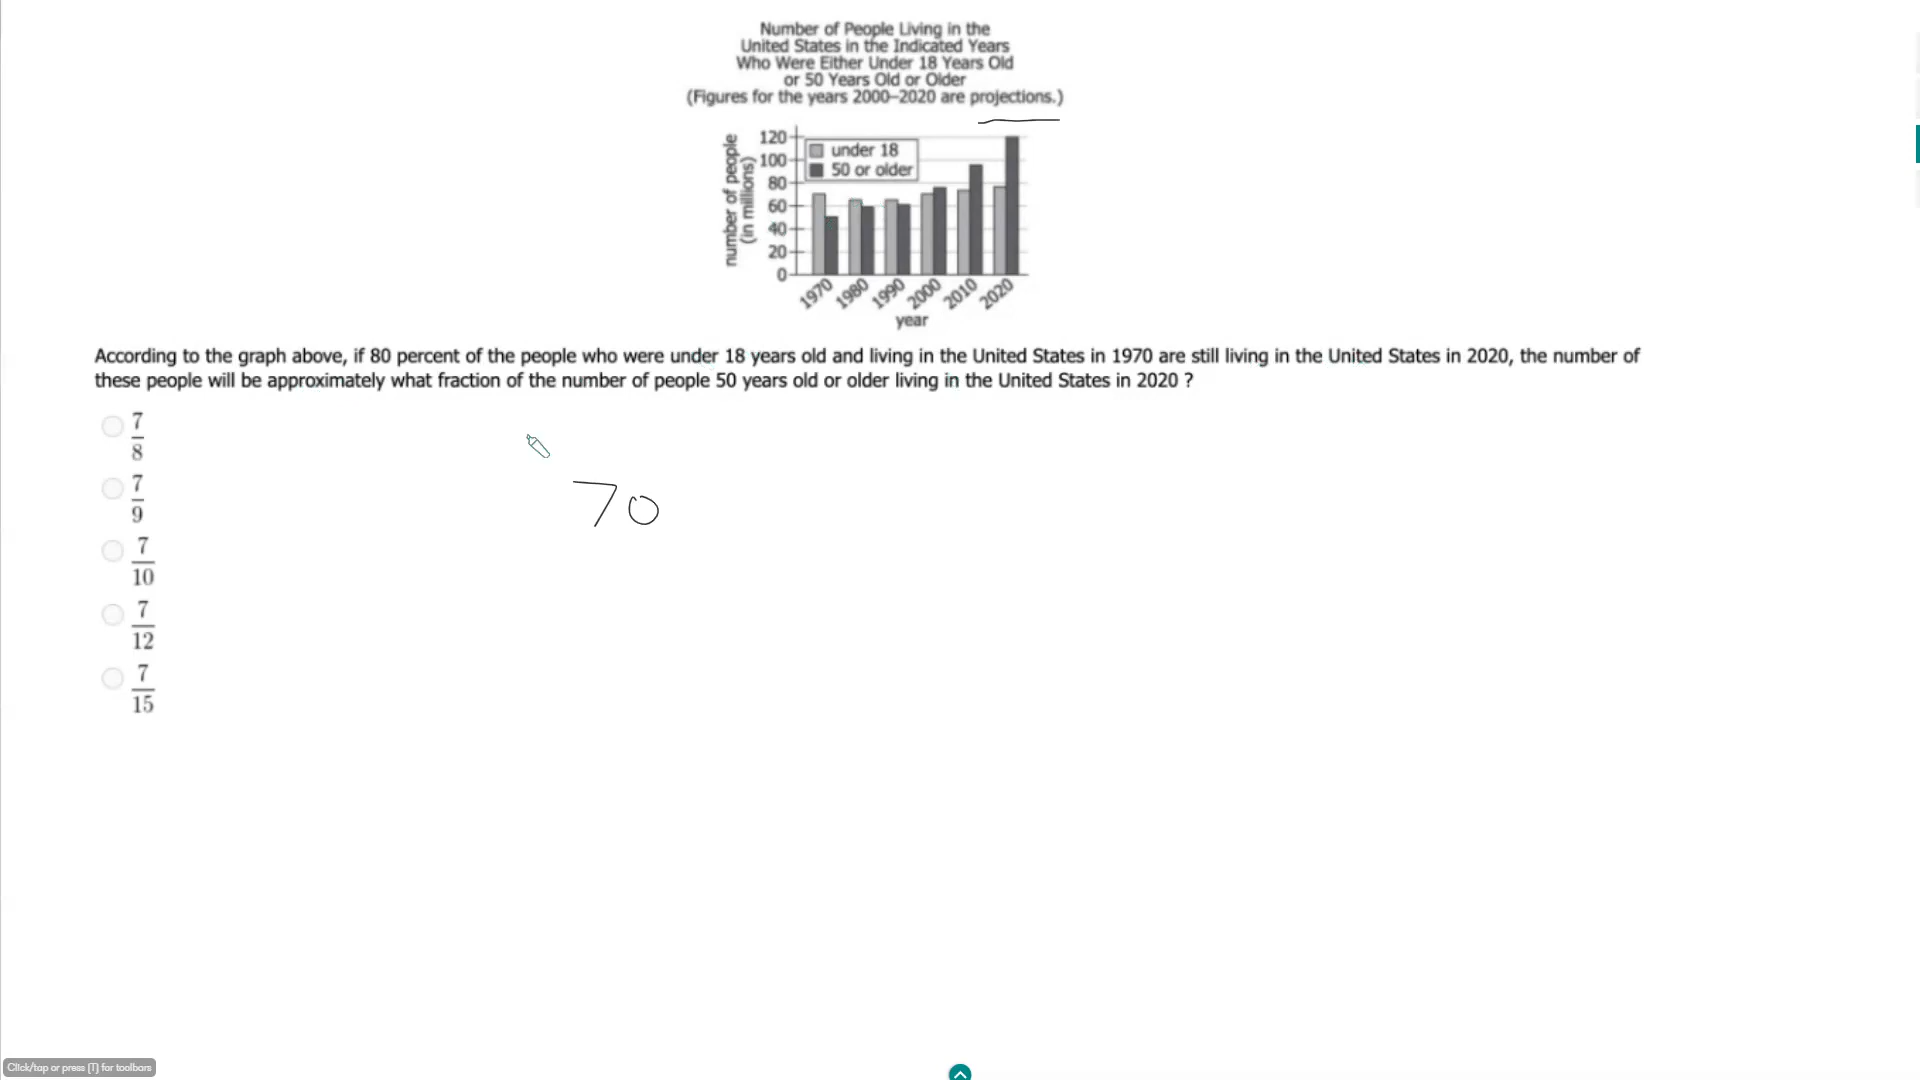 Number of People Living in the
United States in the Indicated Years
Who Were Either Under 18 Years Old
or 50 Years Old or Older
(Figures for the years 2000–2020 are projections.)
number of people
(in millions)
120
100
80
60
40
20
0
under 18
50 or older
1970 1980 1990 2000 2010 2020
year
According to the graph above, if 80 percent of the people who were under 18 years old and living in the United States in 1970 are still living in the United States in 2020, the number of
these people will be approximately what fraction of the number of people 50 years old or older living in the United States in 2020 ?
7
8
7
9
7
10
7
12
7
15
70
Click/tap or press [T] for toolbars